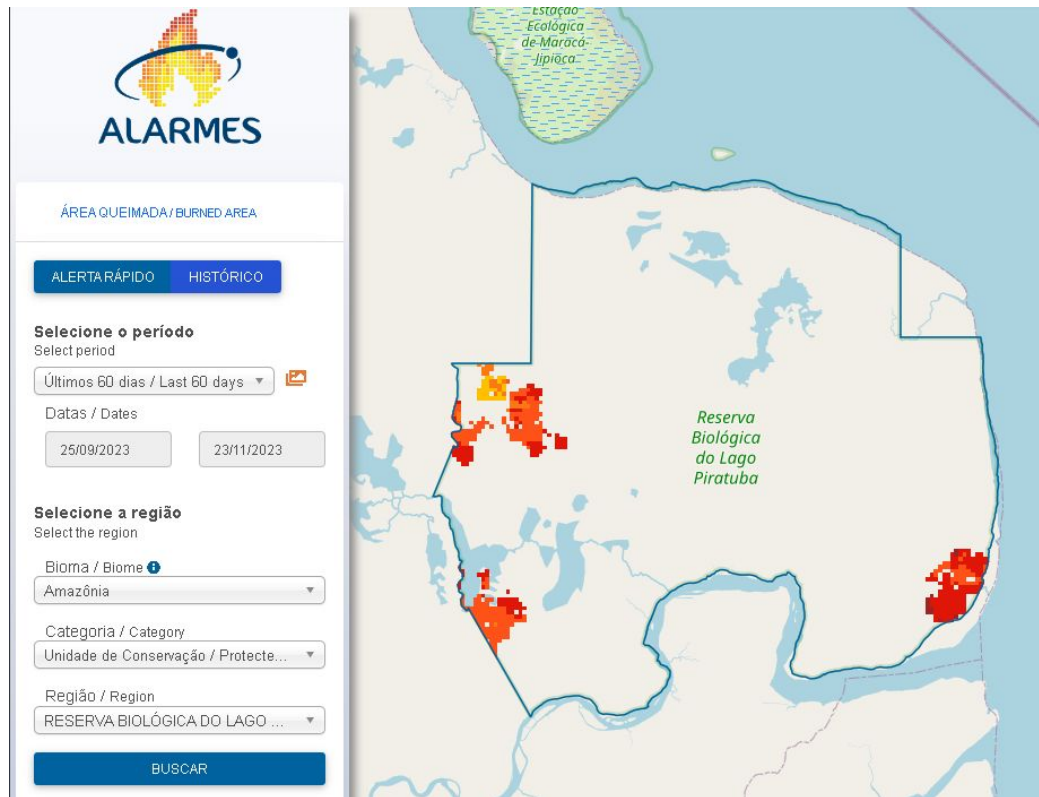 ALARMES
ÁREA QUEIMADA / BURNED AREA
ALERTA RÁPIDO
HISTÓRICO
Selecione o período
Select period
Últimos 60 dias / Last 60 days
Datas / Dates
25/09/2023
23/11/2023
Selecione a região
Select the region
Bioma / Biome
Amazônia
Categoria / Category
Unidade de Conservação / Protecte...
Região / Region
RESERVA BIOLÓGICA DO LAGO ...
BUSCAR
Estação
Ecológica
de Maracá-
Jipioca
Reserva
Biológica
do Lago
Piratuba